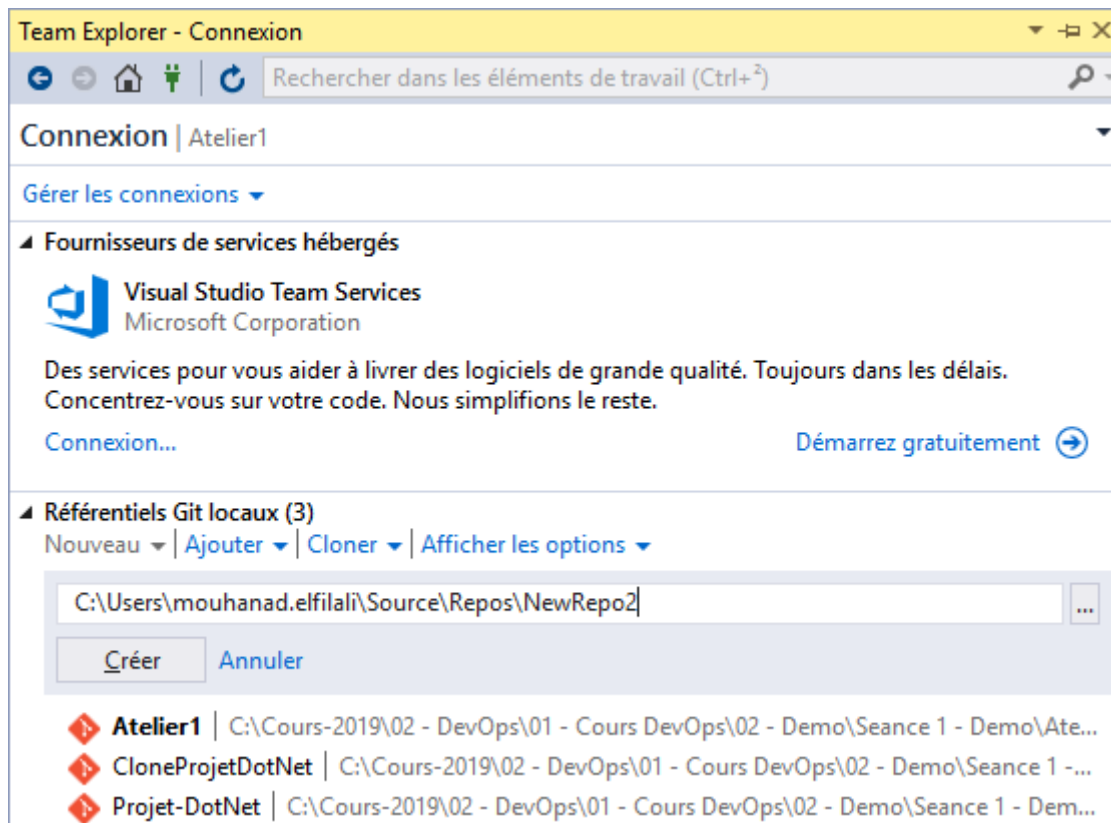 Team Explorer - Connexion
Rechercher dans les éléments de travail (Ctrl+²)
Connexion | Atelier1
Gérer les connexions
Fournisseurs de services hébergés
Visual Studio Team Services
Microsoft Corporation
Des services pour vous aider à livrer des logiciels de grande qualité. Toujours dans les délais.
Concentrez-vous sur votre code. Nous simplifions le reste.
Connexion... Démarrez gratuitement
Référentiels Git locaux (3)
Nouveau | Ajouter | Cloner | Afficher les options
C:\Users\mouhanad.elfilali\Source\Repos\NewRepo2 ...
Créer Annuler
Atelier1 | C:\Cours-2019\02 - DevOps\01 - Cours DevOps\02 - Demo\Seance 1 - Demo\Ate...
CloneProjetDotNet | C:\Cours-2019\02 - DevOps\01 - Cours DevOps\02 - Demo\Seance 1 -...
Projet-DotNet | C:\Cours-2019\02 - DevOps\01 - Cours DevOps\02 - Demo\Seance 1 - Dem...